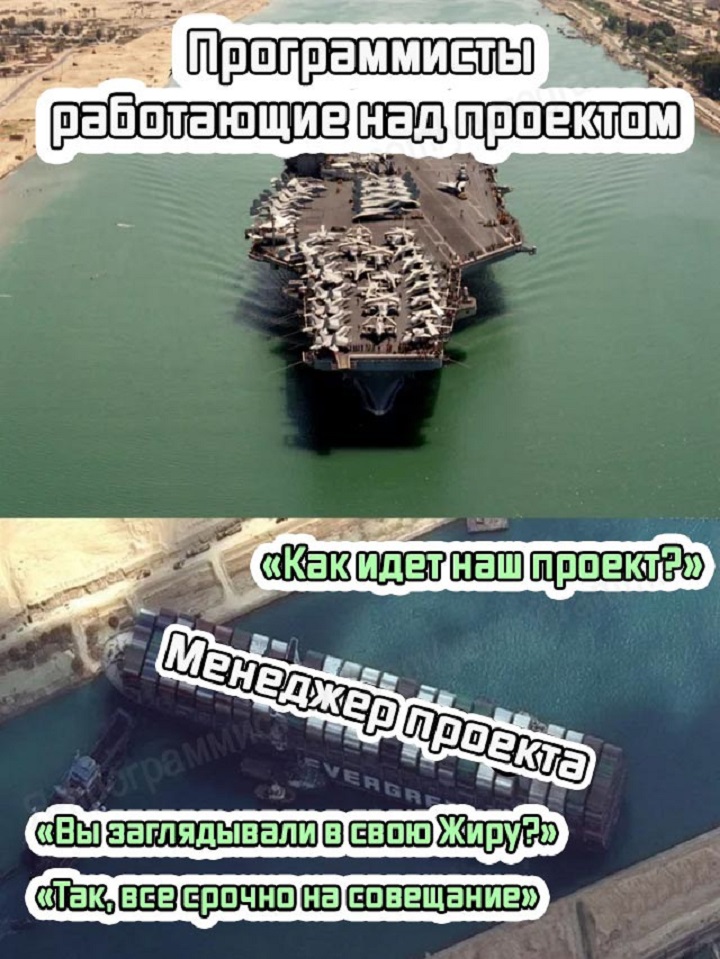 Программисты
работающие над проектом
«Как идет наш проект?»
Менеджер проекта
EVERGRE
«Вы заглядывали в свою Жиру?»
«Так, все срочно на совещание»